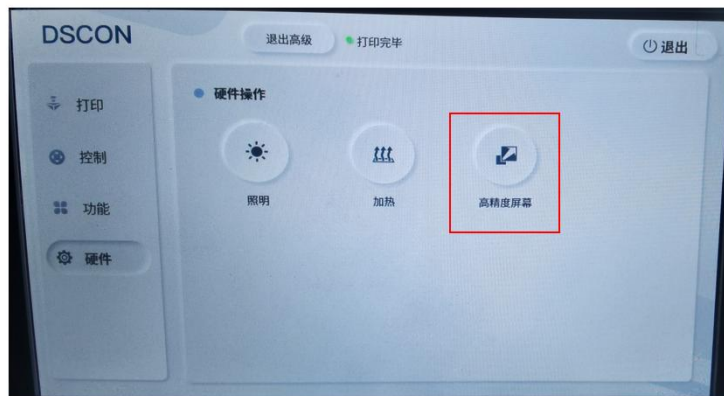 DSCON
退出高级
打印完毕
退出
打印
控制
功能
硬件
硬件操作
照明
加热
高精度屏幕